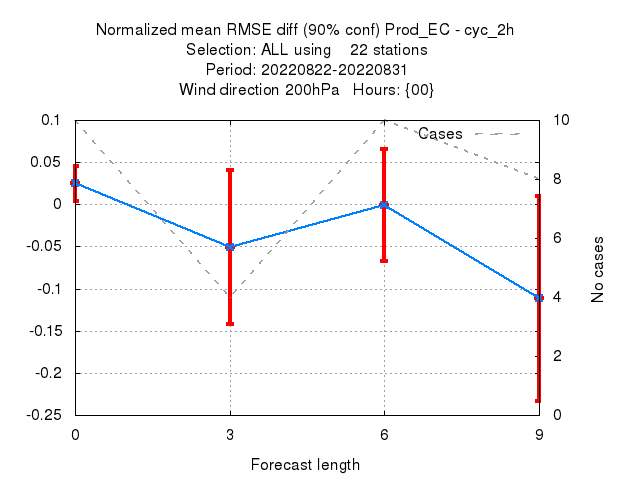 Normalized mean RMSE diff (90% conf) Prod_EC - cyc_2h
Selection: ALL using 22 stations
Period: 20220822-20220831
Wind direction 200hPa Hours: {00}
Cases
0.1
0.05
0
-0.05
-0.1
-0.15
-0.2
-0.25
10
8
6
4
2
0
No cases
0 3 6 9
Forecast length